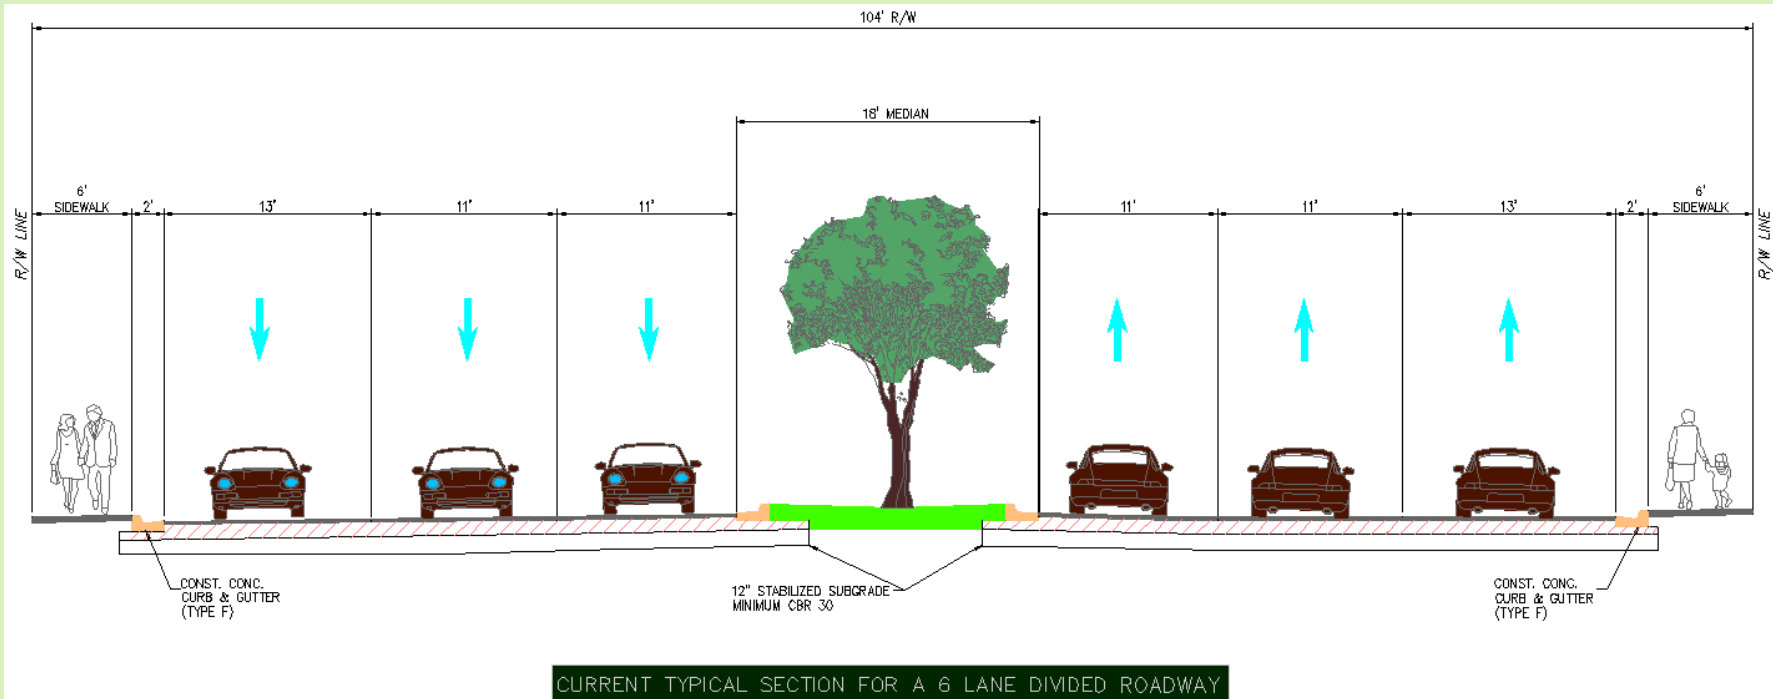 104' R/W
18' MEDIAN
6'
SIDEWALK
2'
13'
11'
11'
11'
11'
13'
2'
6'
SIDEWALK
R/W LINE
R/W LINE
CONST. CONC.
CURB & GUTTER
(TYPE F)
12" STABILIZED SUBGRADE
MINIMUM CBR 30
CONST. CONC.
CURB & GUTTER
(TYPE F)
CURRENT TYPICAL SECTION FOR A 6 LANE DIVIDED ROADWAY